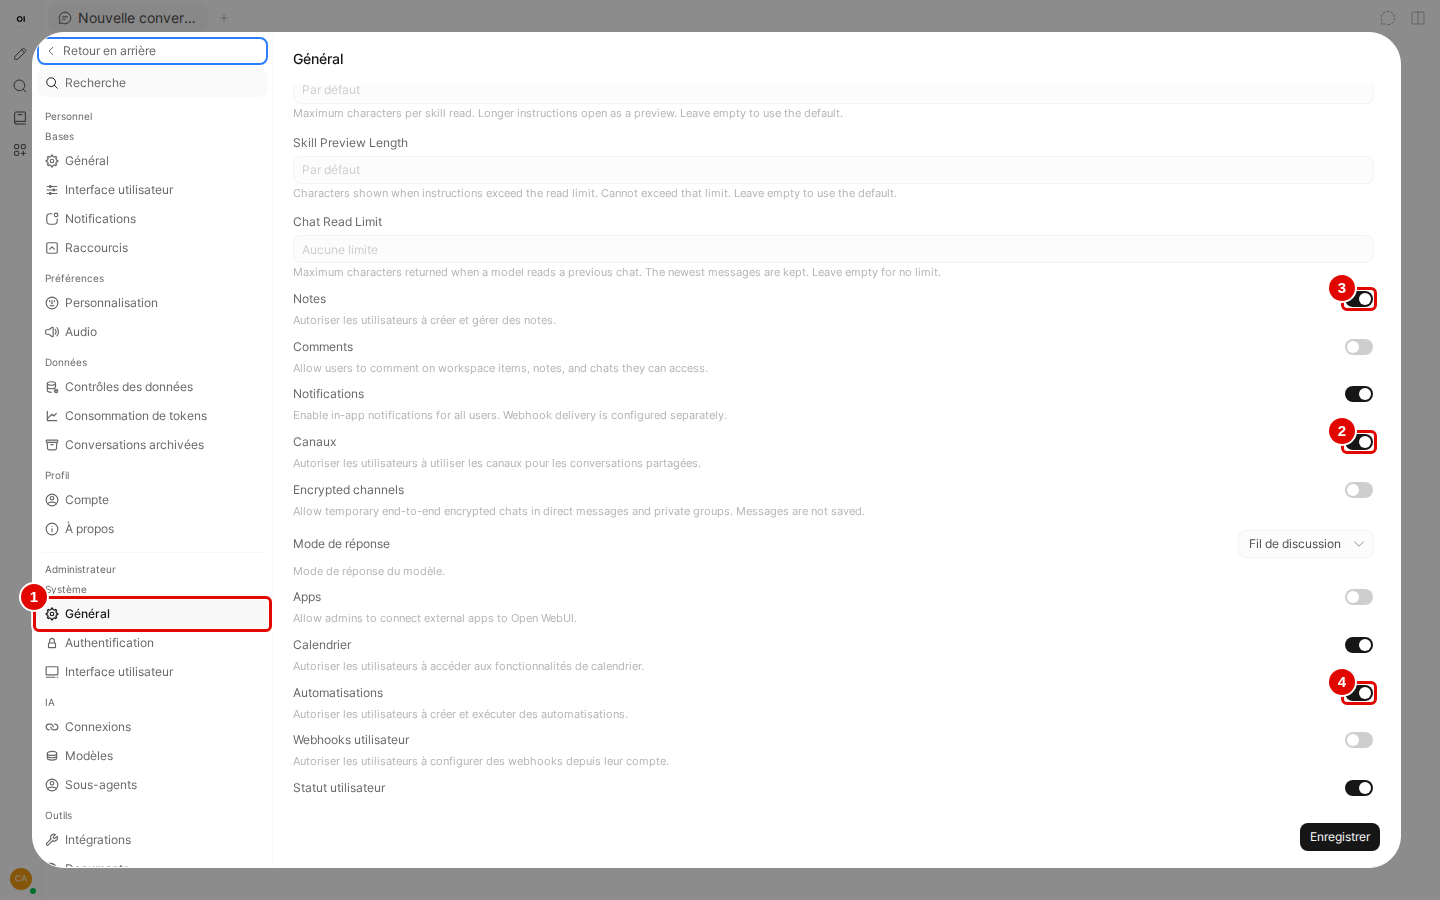 OI
Nouvelle conver...
Retour en arrière
Recherche
Personnel
Bases
Général
Interface utilisateur
Notifications
Raccourcis
Préférences
Personnalisation
Audio
Données
Contrôles des données
Consommation de tokens
Conversations archivées
Profil
Compte
À propos
Administrateur
Système
1
Général
Authentification
Interface utilisateur
IA
Connexions
Modèles
Sous-agents
Outils
Intégrations
Documents
CA
Général
Par défaut
Maximum characters per skill read. Longer instructions open as a preview. Leave empty to use the default.
Skill Preview Length
Par défaut
Characters shown when instructions exceed the read limit. Cannot exceed that limit. Leave empty to use the default.
Chat Read Limit
Aucune limite
Maximum characters returned when a model reads a previous chat. The newest messages are kept. Leave empty for no limit.
3
Notes
Autoriser les utilisateurs à créer et gérer des notes.
Comments
Allow users to comment on workspace items, notes, and chats they can access.
Notifications
Enable in-app notifications for all users. Webhook delivery is configured separately.
2
Canaux
Autoriser les utilisateurs à utiliser les canaux pour les conversations partagées.
Encrypted channels
Allow temporary end-to-end encrypted chats in direct messages and private groups. Messages are not saved.
Mode de réponse
Fil de discussion
Mode de réponse du modèle.
Apps
Allow admins to connect external apps to Open WebUI.
Calendrier
Autoriser les utilisateurs à accéder aux fonctionnalités de calendrier.
4
Automatisations
Autoriser les utilisateurs à créer et exécuter des automatisations.
Webhooks utilisateur
Autoriser les utilisateurs à configurer des webhooks depuis leur compte.
Statut utilisateur
Enregistrer